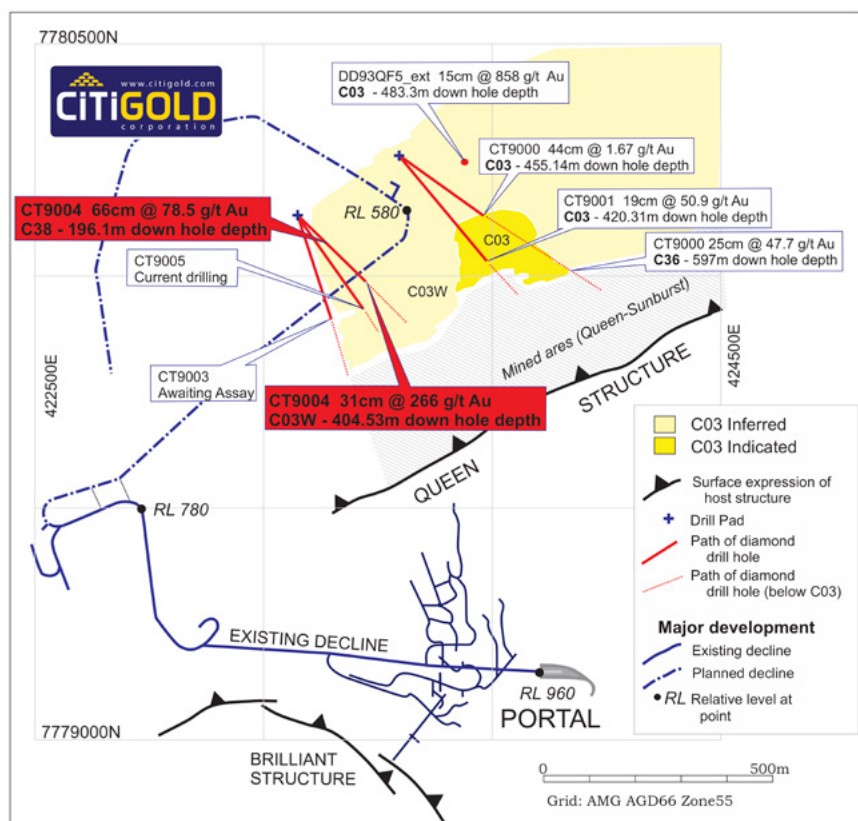 7780500N
www.citigold.com
CiTiGOLD
corporation
DD93QF5_ext 15cm @ 858 g/t Au
C03 - 483.3m down hole depth
CT9000 44cm @ 1.67 g/t Au
C03 - 455.14m down hole depth
CT9004 66cm @ 78.5 g/t Au
C38 - 196.1m down hole depth
RL 580
CT9001 19cm @ 50.9 g/t Au
C03 - 420.31m down hole depth
C03
CT9000 25cm @ 47.7 g/t Au
C36 - 597m down hole depth
CT9005
Current drilling
C03W
Mined ares (Queen-Sunburst)
422500E
424500E
CT9003
Awaiting Assay
CT9004 31cm @ 266 g/t Au
C03W - 404.53m down hole depth
QUEEN STRUCTURE
C03 Inferred
C03 Indicated
Surface expression of
host structure
Drill Pad
Path of diamond
drill hole
Path of diamond
drill hole (below C03)
Major development
Existing decline
Planned decline
RL Relative level at
point
RL 780
EXISTING DECLINE
RL 960
PORTAL
7779000N
BRILLIANT
STRUCTURE
0 500m
Grid: AMG AGD66 Zone55